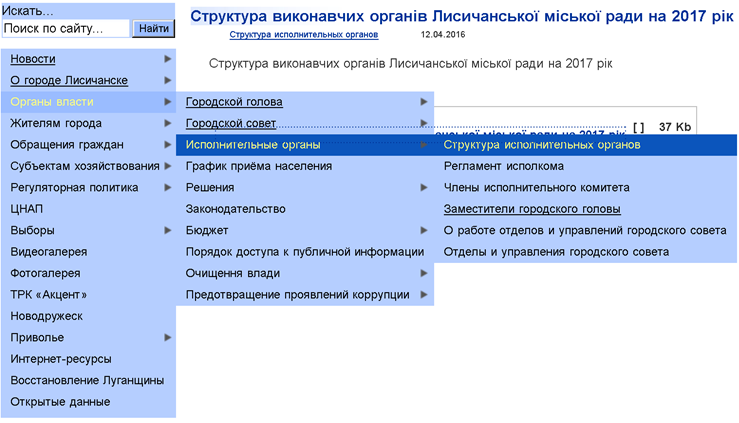 Искать...
Поиск по сайту...
Найти
Новости
О городе Лисичанске
Органы власти
Жителям города
Обращения граждан
Субъектам хозяйствования
Регуляторная политика
ЦНАП
Выборы
Видеогалерея
Фотогалерея
ТРК «Акцент»
Новодружеск
Приволье
Интернет-ресурсы
Восстановление Луганщины
Открытые данные
Структура виконавчих органів Лисичанської міської ради на 2017 рік
Структура исполнительных органов 12.04.2016
Структура виконавчих органів Лисичанської міської ради на 2017 рік
[ ] 37 Kb
міської ради на 2017 рік
Городской голова
Городской совет
Исполнительные органы
График приёма населения
Решения
Законодательство
Бюджет
Порядок доступа к публичной информации
Очищення влади
Предотвращение проявлений коррупции
Структура исполнительных органов
Регламент исполкома
Члены исполнительного комитета
Заместители городского головы
О работе отделов и управлений городского совета
Отделы и управления городского совета